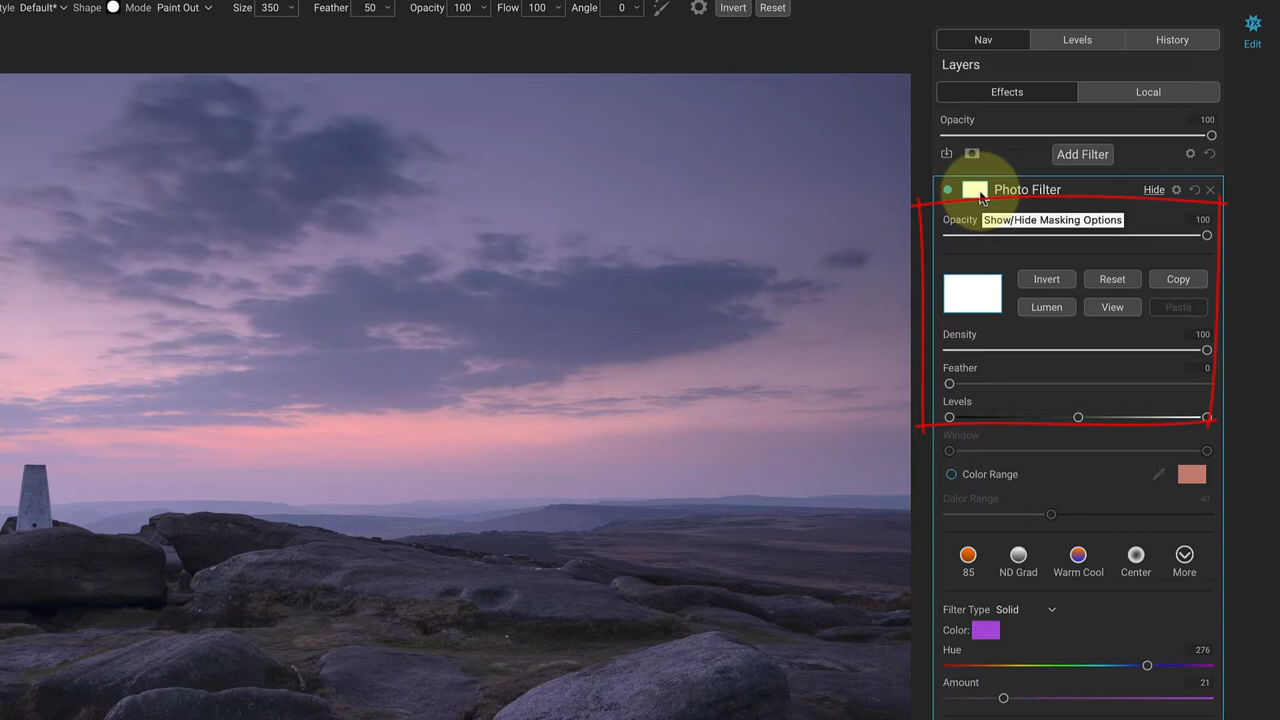 yle Default* Shape Mode Paint Out Size 350 Feather 50 Opacity 100 Flow 100 Angle 0 Invert Reset
Edit
Nav Levels History
Layers
Effects Local
Opacity 100
Add Filter
Photo Filter Hide
Opacity Show/Hide Masking Options 100
Invert Reset Copy
Lumen View Paste
Density 100
Feather 0
Levels
Window
Color Range
Color Range 40
85 ND Grad Warm Cool Center More
Filter Type Solid
Color:
Hue 276
Amount 21